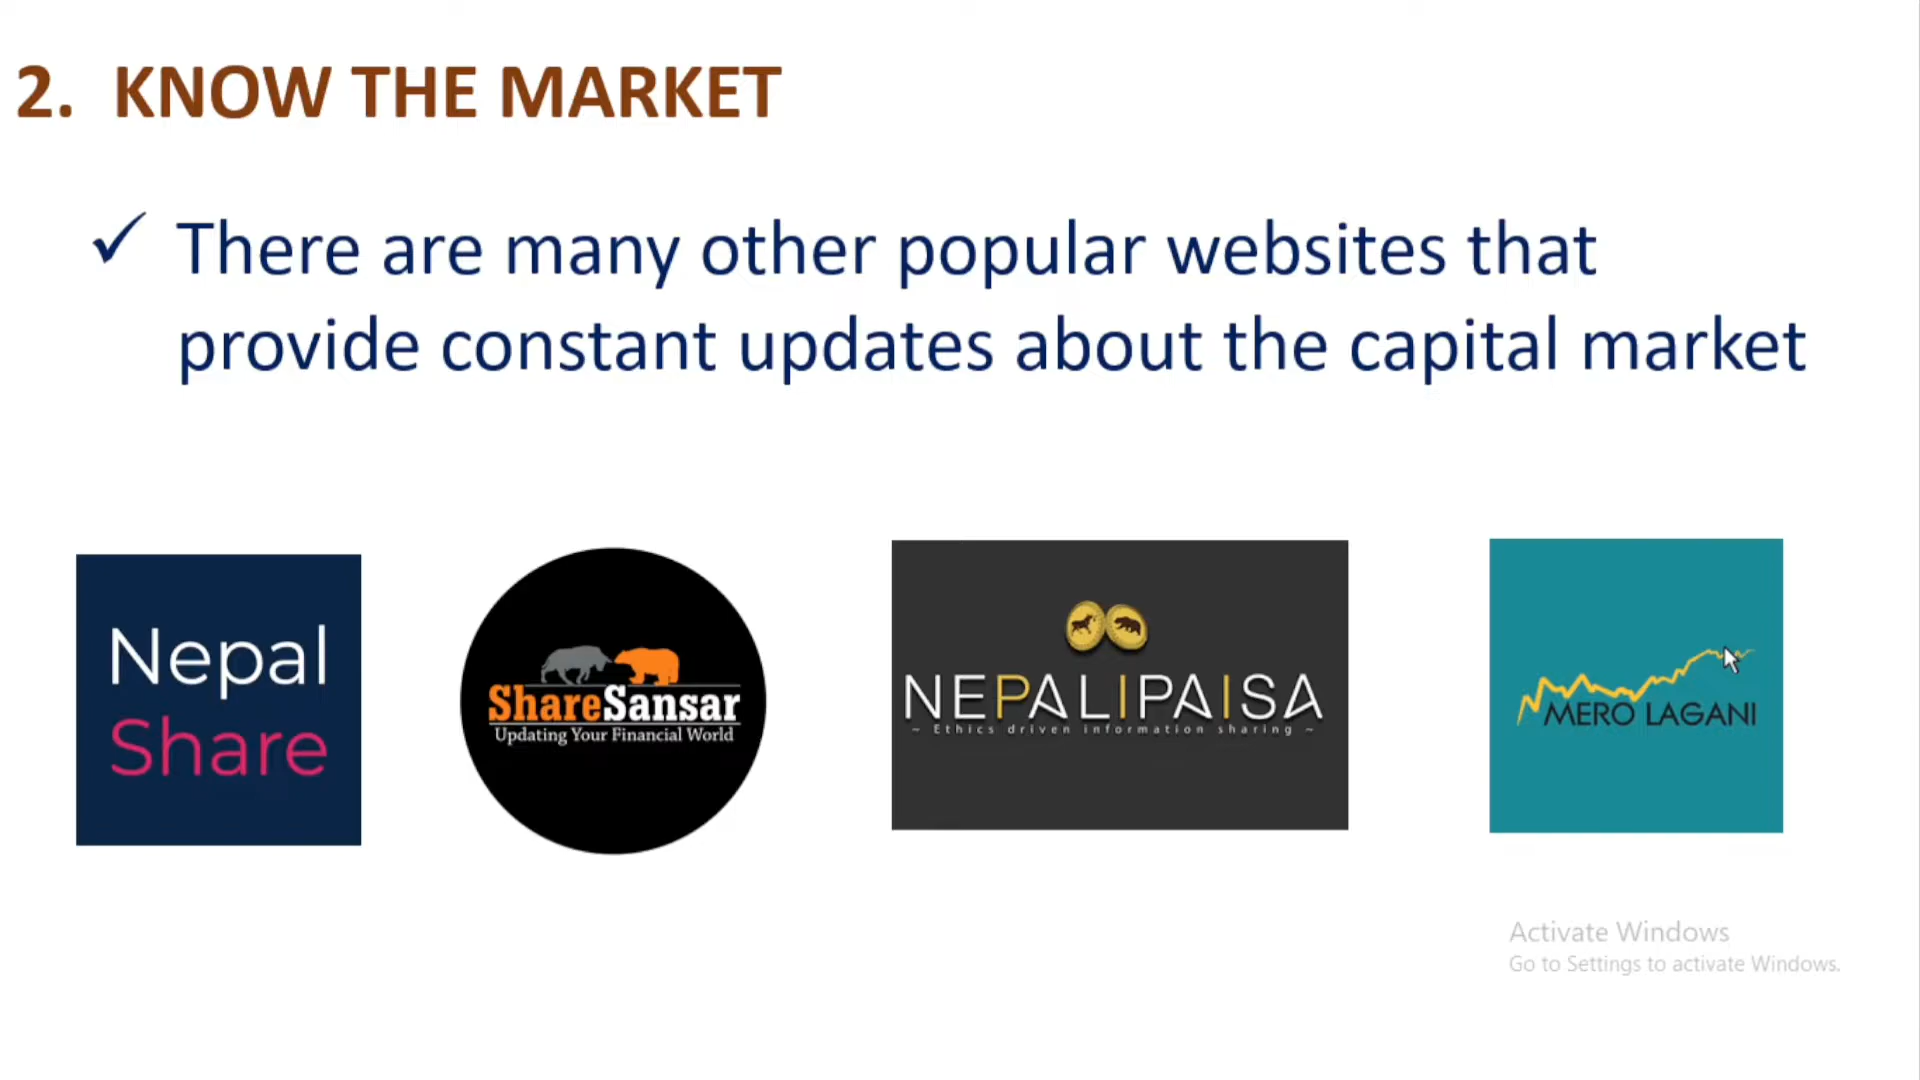 2. KNOW THE MARKET
✓ There are many other popular websites that
provide constant updates about the capital market
Nepal
Share
ShareSansar
Updating Your Financial World
NEPALIPAISA
~ Ethics driven information sharing ~
MERO LAGANI
Activate Windows
Go to Settings to activate Windows.